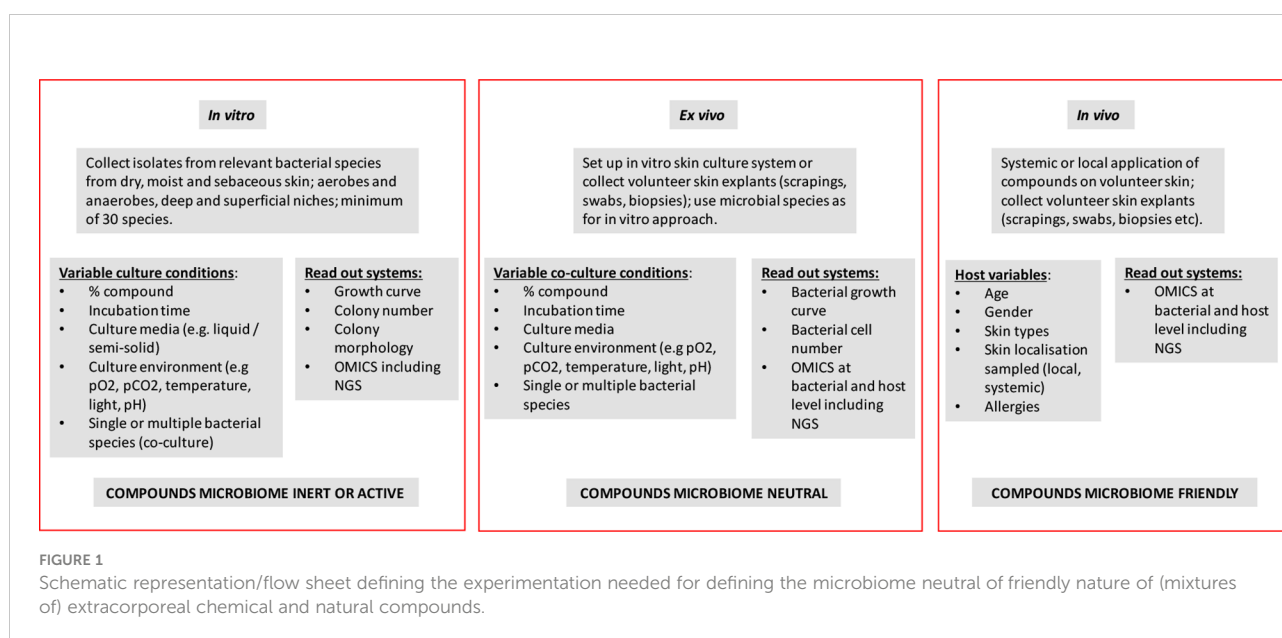 In vitro
Collect isolates from relevant bacterial species
from dry, moist and sebaceous skin; aerobes and
anaerobes, deep and superficial niches; minimum
of 30 species.
Variable culture conditions:
• % compound
• Incubation time
• Culture media (e.g. liquid /
semi-solid)
• Culture environment (e.g
pO2, pCO2, temperature,
light, pH)
• Single or multiple bacterial
species (co-culture)
Read out systems:
• Growth curve
• Colony number
• Colony
morphology
• OMICS including
NGS
COMPOUNDS MICROBIOME INERT OR ACTIVE
Ex vivo
Set up in vitro skin culture system or
collect volunteer skin explants (scrapings,
swabs, biopsies); use microbial species as
for in vitro approach.
Variable co-culture conditions:
• % compound
• Incubation time
• Culture media
• Culture environment (e.g pO2,
pCO2, temperature, light, pH)
• Single or multiple bacterial
species
Read out systems:
• Bacterial growth
curve
• Bacterial cell
number
• OMICS at
bacterial and host
level including
NGS
COMPOUNDS MICROBIOME NEUTRAL
In vivo
Systemic or local application of
compounds on volunteer skin;
collect volunteer skin explants
(scrapings, swabs, biopsies etc).
Host variables:
• Age
• Gender
• Skin types
• Skin localisation
sampled (local,
systemic)
• Allergies
Read out systems:
• OMICS at
bacterial and host
level including
NGS
COMPOUNDS MICROBIOME FRIENDLY
FIGURE 1
Schematic representation/flow sheet defining the experimentation needed for defining the microbiome neutral of friendly nature of (mixtures
of) extracorporeal chemical and natural compounds.